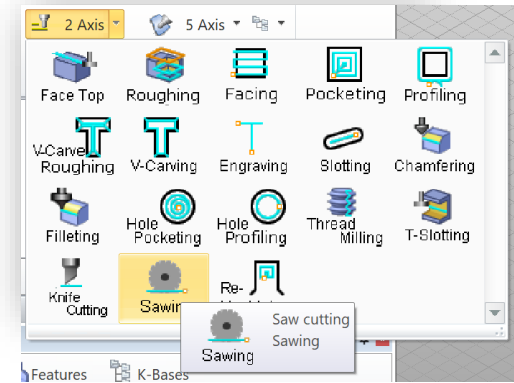 2 Axis
5 Axis
Face Top
Roughing
Facing
Pocketing
Profiling
V-Carve
Roughing
V-Carving
Engraving
Slotting
Chamfering
Filleting
Hole
Pocketing
Hole
Profiling
Thread
Milling
T-Slotting
Knife
Cutting
Sawin
Re-
Saw cutting
Sawing
Sawing
Features
K-Bases